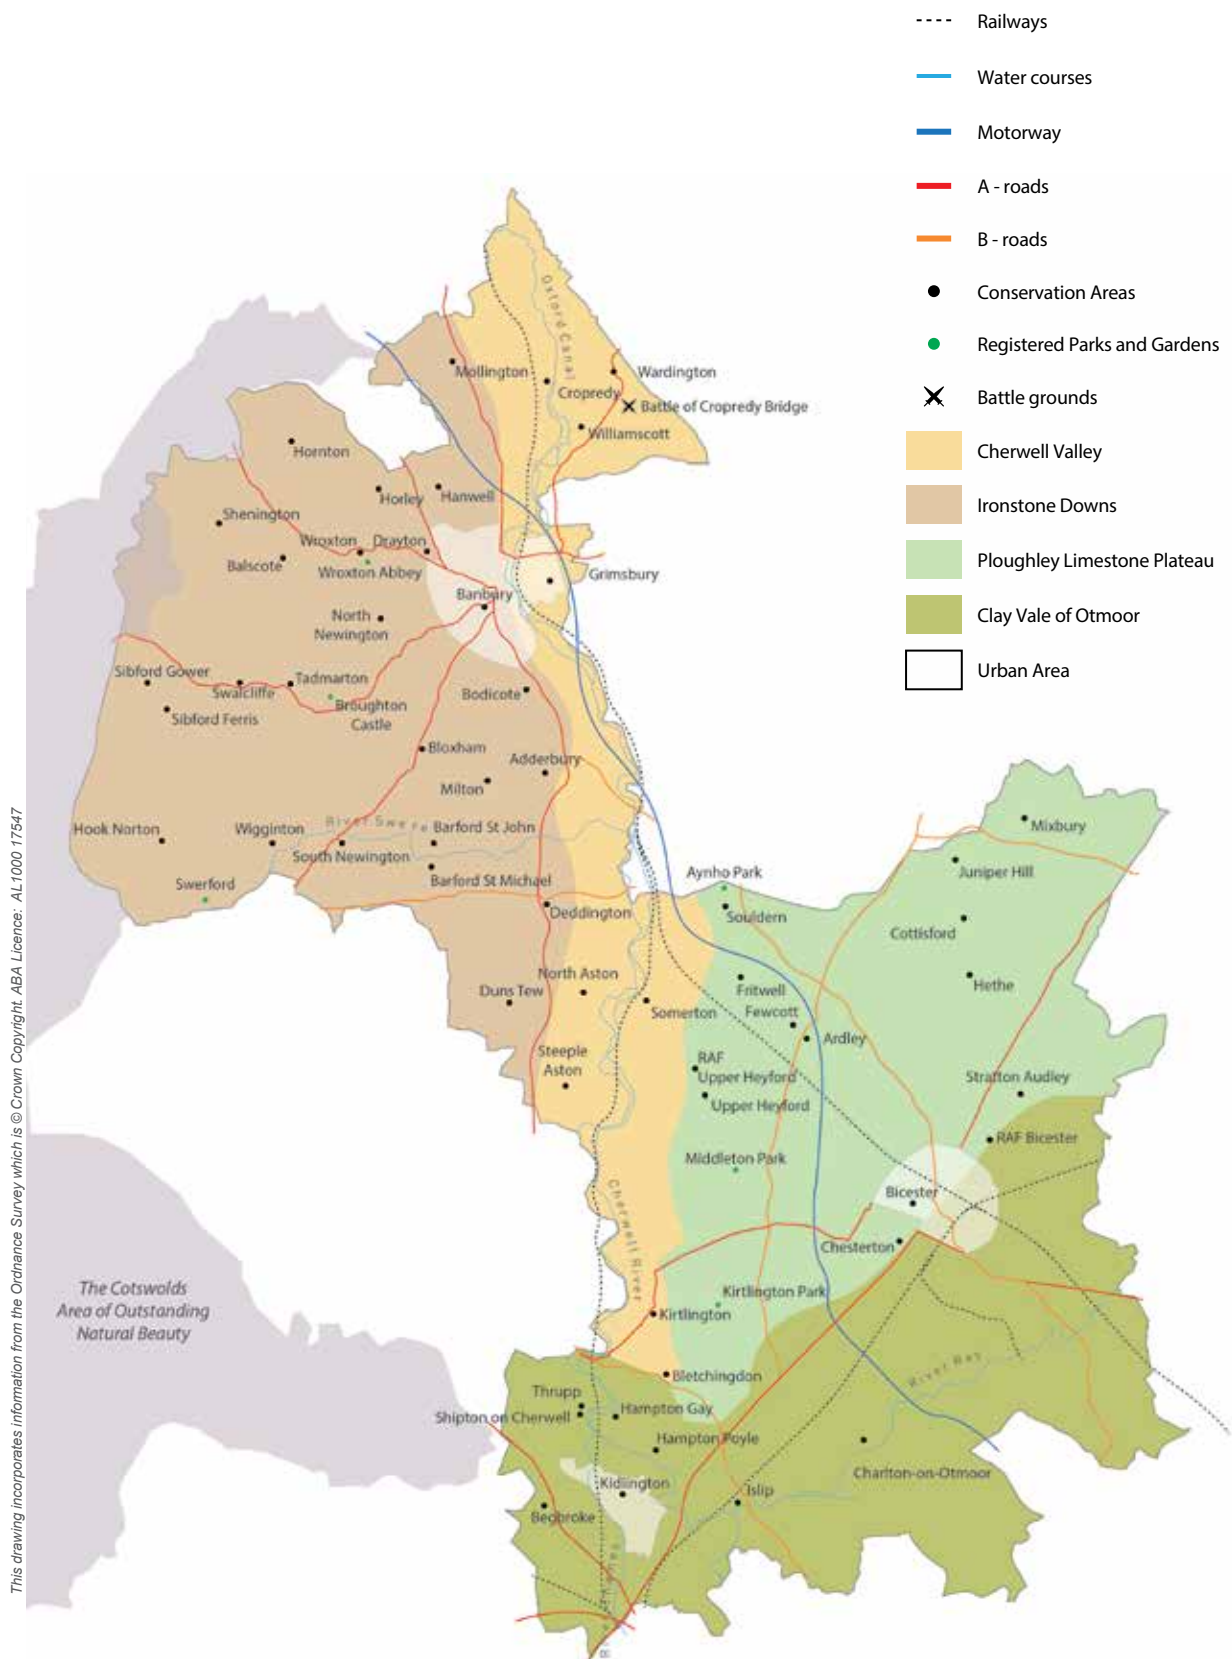 Railways
Water courses
Motorway
A - roads
B - roads
Conservation Areas
Registered Parks and Gardens
Battle grounds
Cherwell Valley
Ironstone Downs
Ploughley Limestone Plateau
Clay Vale of Otmoor
Urban Area
Oxford Canal
Mollington
Wardington
Cropredy
Battle of Cropredy Bridge
Williamscott
Hornton
Horley
Hanwell
Shenington
Wroxton
Drayton
Balscote
Wroxton Abbey
Grimsbury
Banbury
North
Newington
Sibford Gower
Swalcliffe
Tadmarton
Bodicote
Broughton
Castle
Sibford Ferris
Bloxham
Adderbury
Milton
Hook Norton
Wigginton
River Swere
Barford St John
South Newington
Barford St Michael
Swerford
Deddington
Mixbury
Juniper Hill
Aynho Park
Souldern
Cottisford
Hethe
North Aston
Duns Tew
Somerton
Fritwell
Fewcott
Ardley
Steeple
Aston
RAF
Upper Heyford
Upper Heyford
Stratton Audley
RAF Bicester
Middleton Park
Bicester
Cherwell River
Chesterton
Kirtlington Park
Kirtlington
The Cotswolds
Area of Outstanding
Natural Beauty
Bletchingdon
River Ray
Thrupp
Shipton on Cherwell
Hampton Gay
Hampton Poyle
Charlton-on-Otmoor
Kidlington
Islip
Begbroke
This drawing incorporates information from the Ordnance Survey which is © Crown Copyright. ABA Licence: AL1000 17547